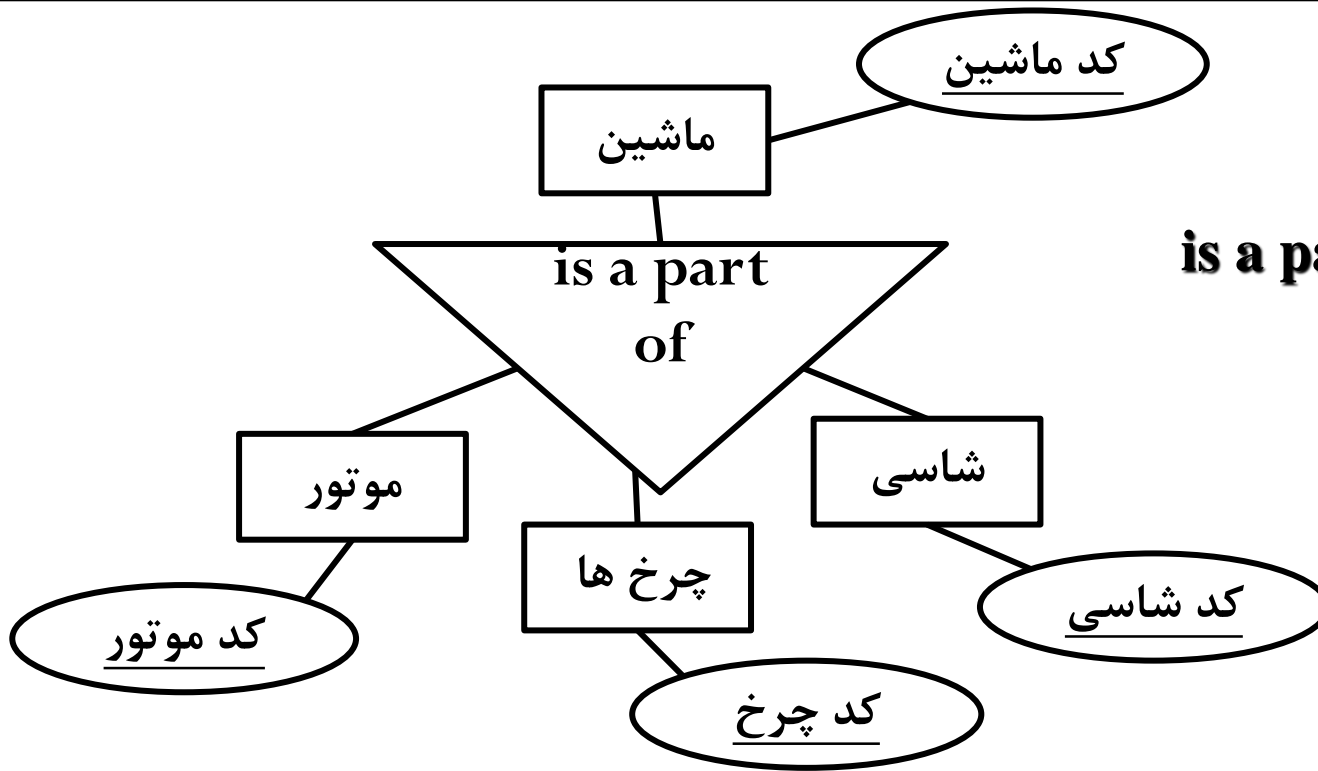 کد ماشین
ماشین
is a part
of
is a pa
شاسی
موتور
چرخ ها
کد شاسی
کد موتور
کد چرخ